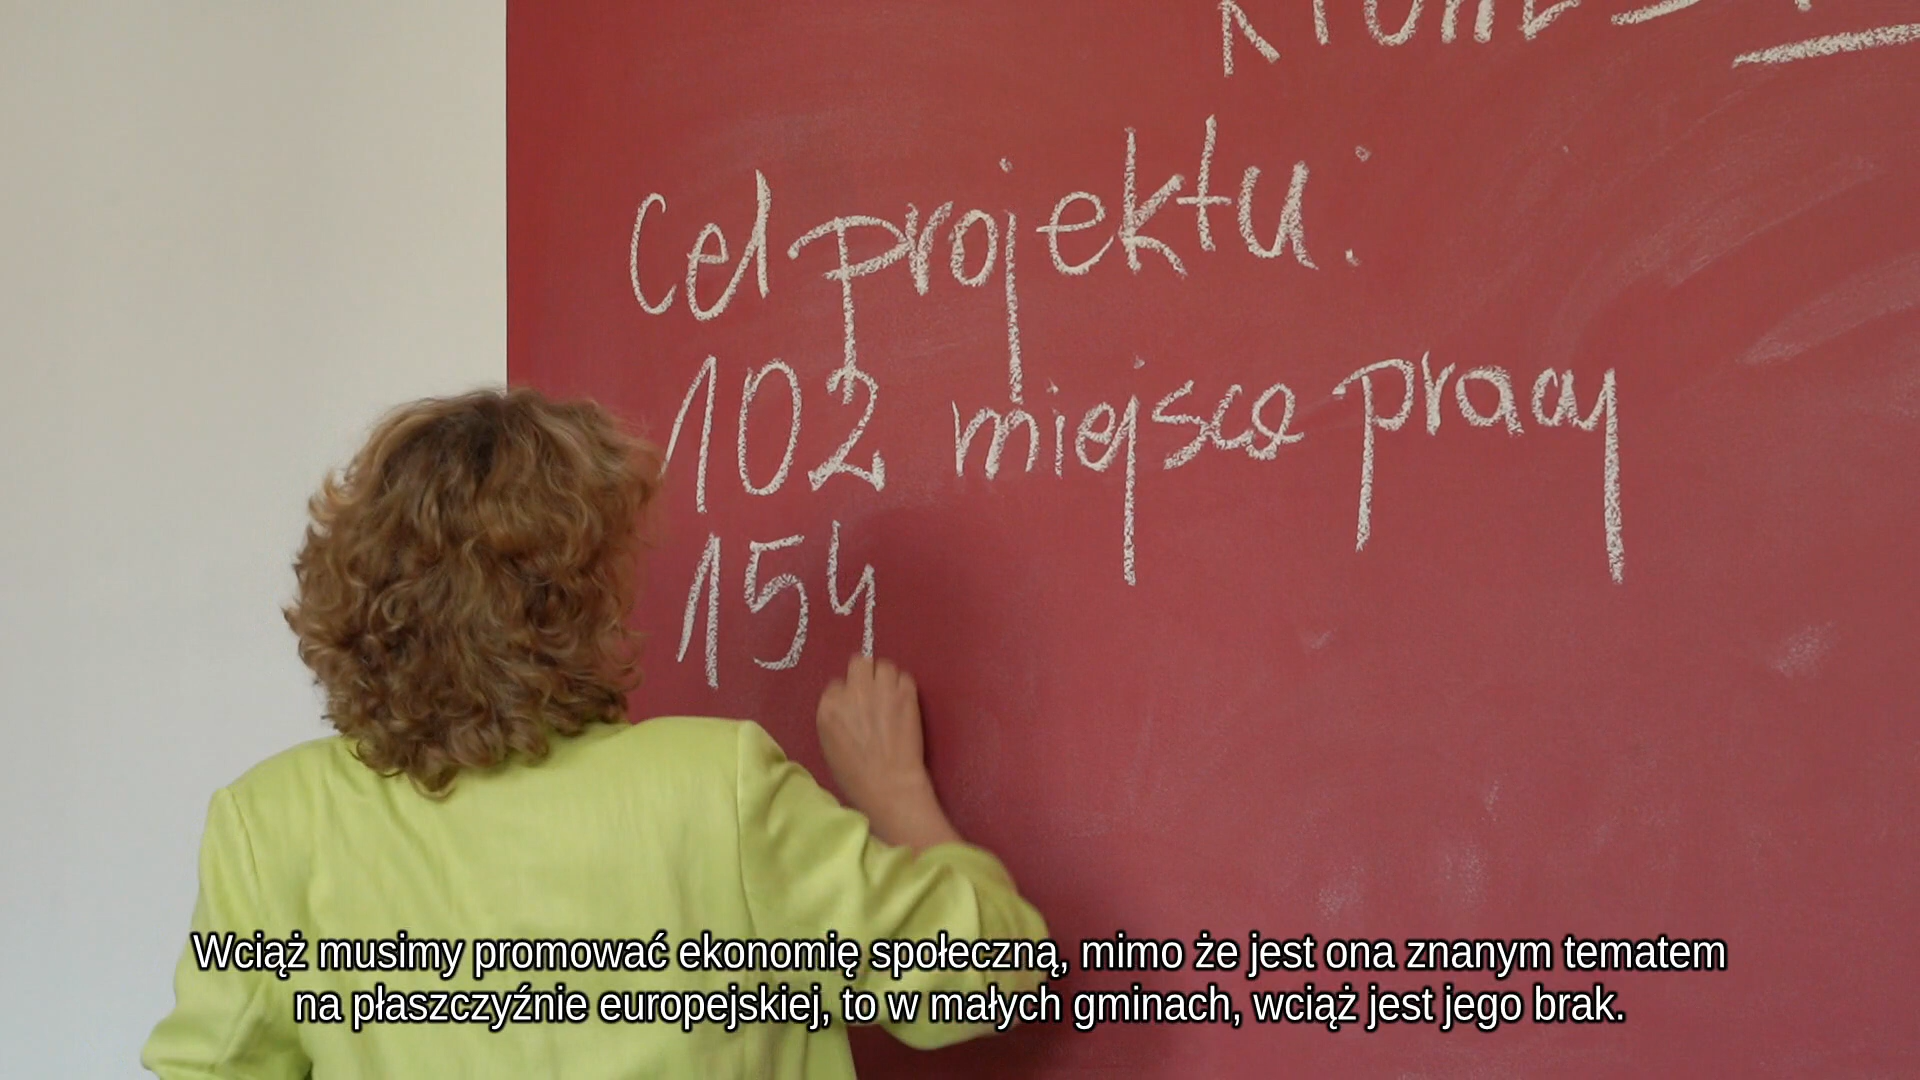 Cel projektu:
102 miejsca pracy
154
Wciąż musimy promować ekonomię społeczną, mimo że jest ona znanym tematem
na płaszczyźnie europejskiej, to w małych gminach, wciąż jest jego brak.